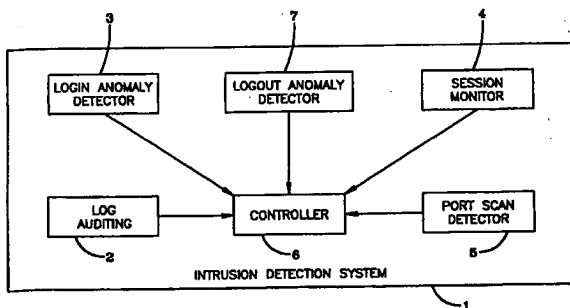 3
7
4
LOGIN ANOMALY
DETECTOR
LOGOUT ANOMALY
DETECTOR
SESSION
MONITOR
LOG
AUDITING
CONTROLLER
PORT SCAN
DETECTOR
2
6
5
INTRUSION DETECTION SYSTEM
1